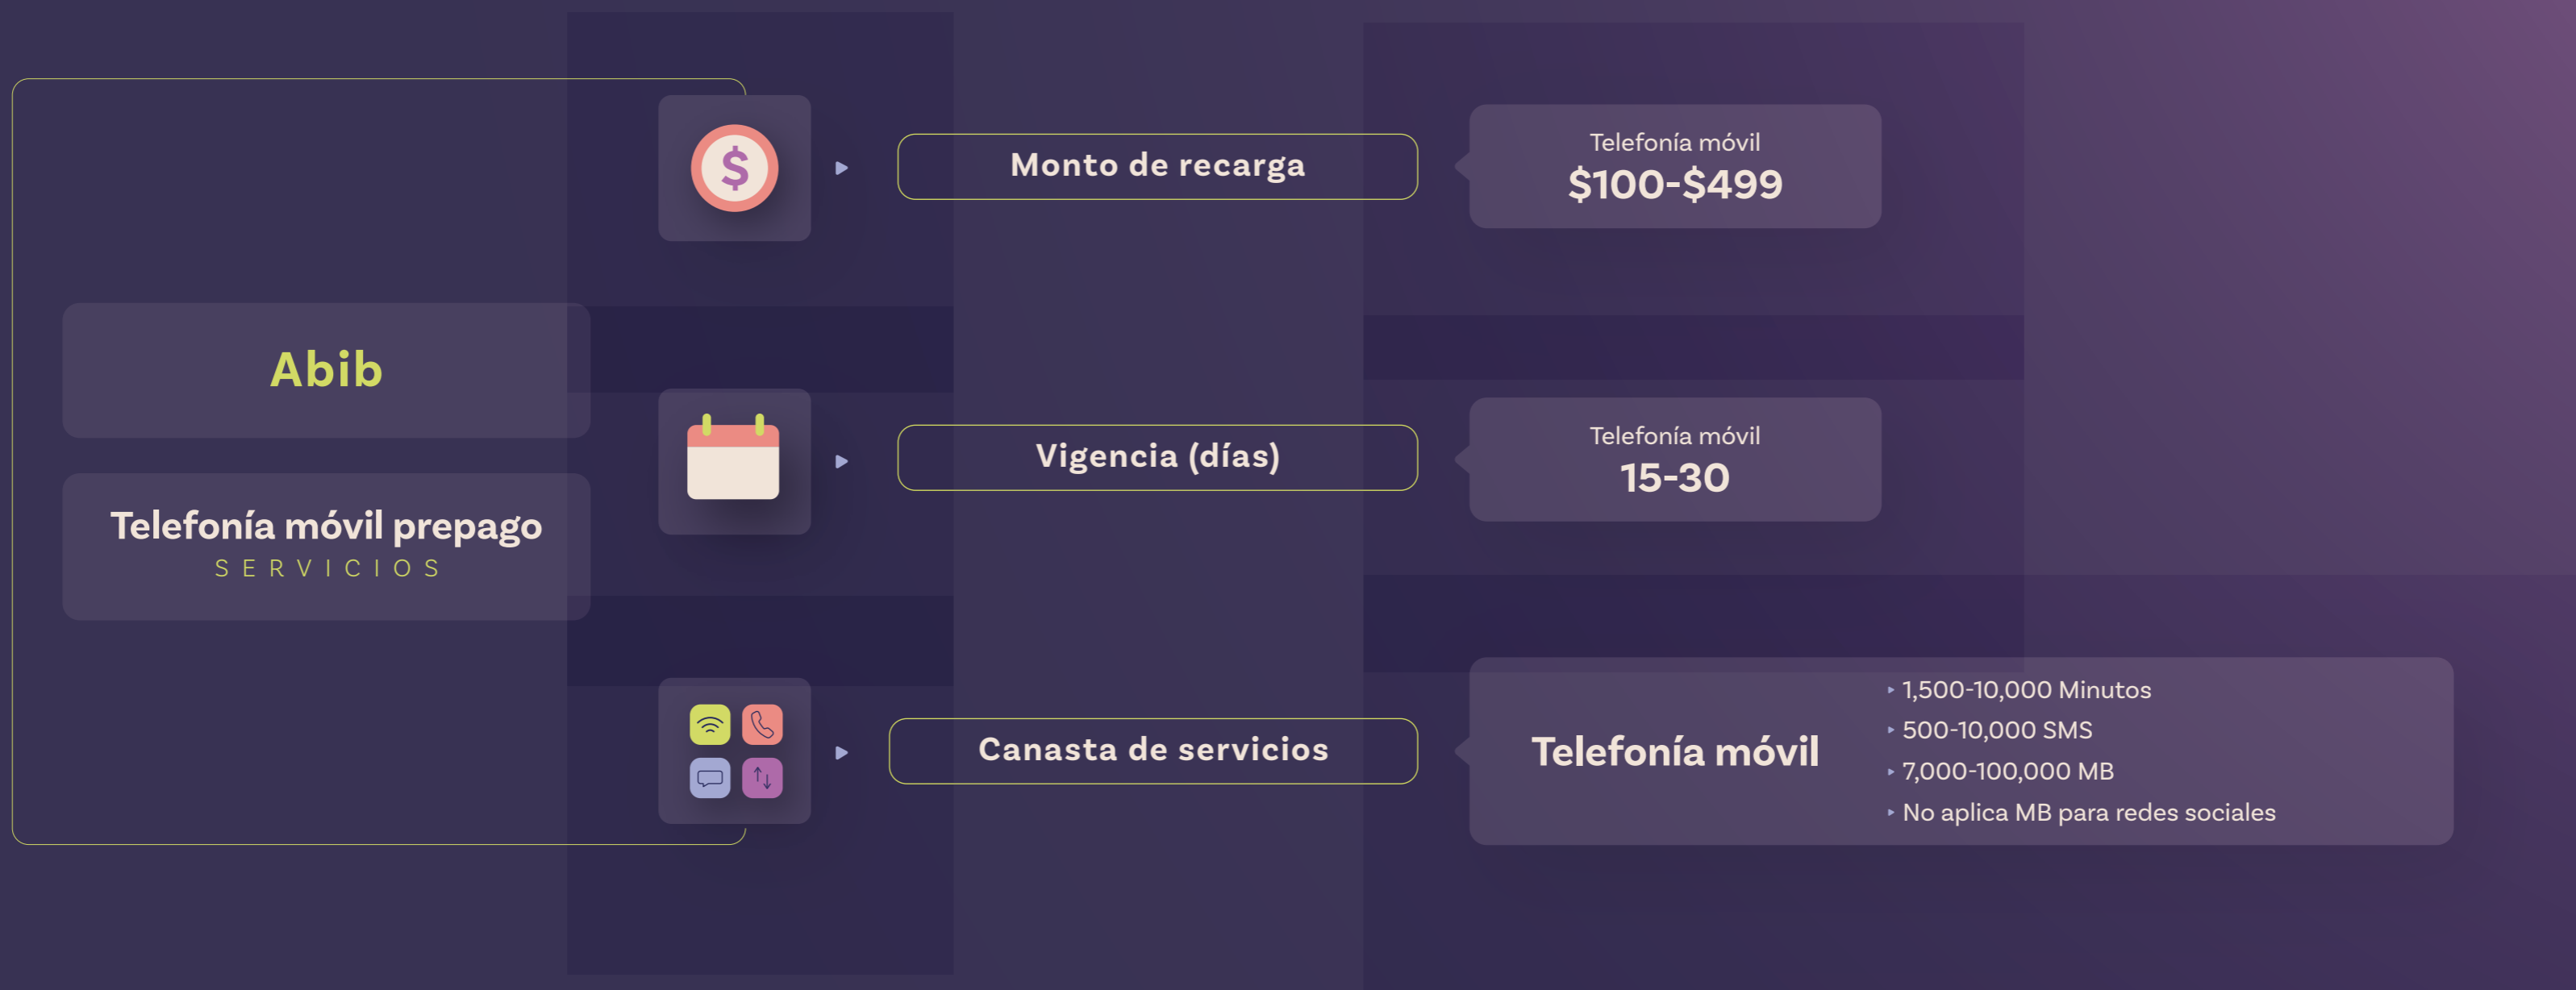 Abib
Telefonía móvil prepago
SERVICIOS
$
Monto de recarga
Telefonía móvil
$100-$499
Vigencia (días)
Telefonía móvil
15-30
Canasta de servicios
Telefonía móvil
1,500-10,000 Minutos
500-10,000 SMS
7,000-100,000 MB
No aplica MB para redes sociales